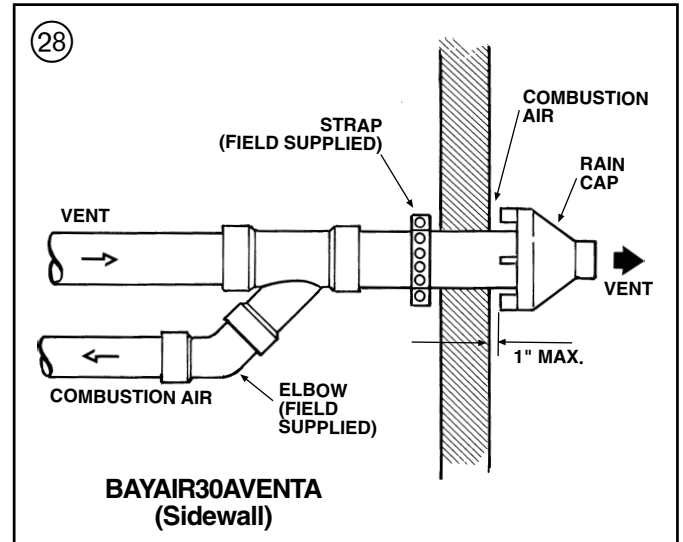 28
COMBUSTION
AIR
STRAP
(FIELD SUPPLIED)
RAIN
CAP
VENT
VENT
1" MAX.
COMBUSTION AIR
ELBOW
(FIELD
SUPPLIED)
BAYAIR30AVENTA
(Sidewall)